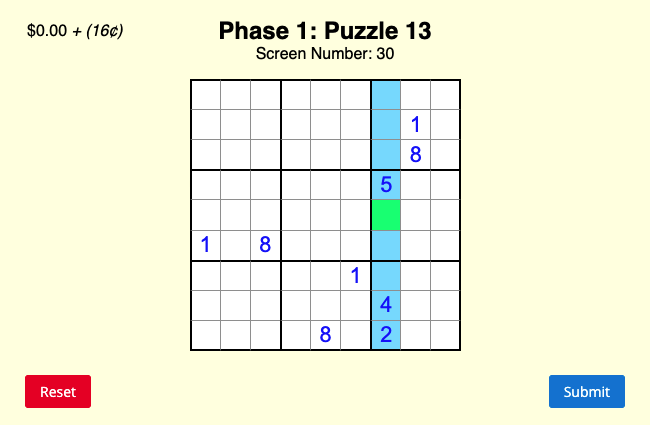 $0.00 + (16¢)
Phase 1: Puzzle 13
Screen Number: 30
1
8
5
1 8
1
4
8 2
Reset Submit